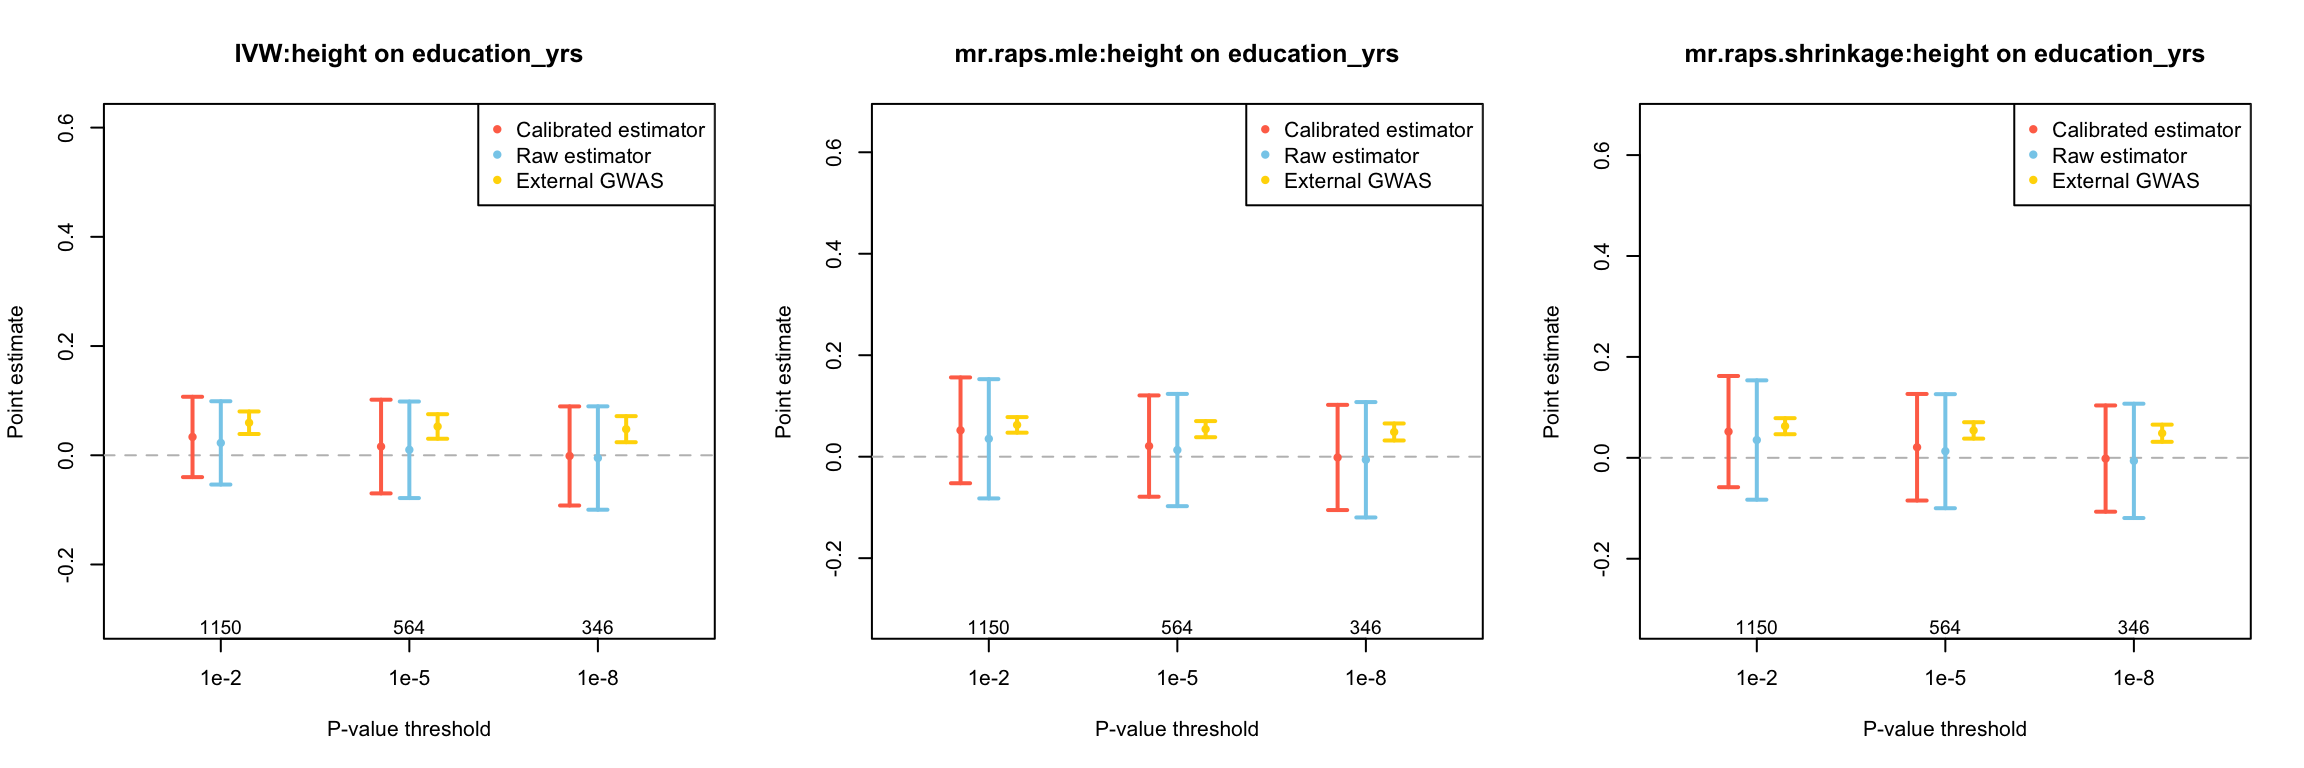 IVW:height on education_yrs
Calibrated estimator
Raw estimator
External GWAS
Point estimate
0.6
0.4
0.2
0.0
-0.2
1150 564 346
1e-2 1e-5 1e-8
P-value threshold
mr.raps.mle:height on education_yrs
Calibrated estimator
Raw estimator
External GWAS
Point estimate
0.6
0.4
0.2
0.0
-0.2
1150 564 346
1e-2 1e-5 1e-8
P-value threshold
mr.raps.shrinkage:height on education_yrs
Calibrated estimator
Raw estimator
External GWAS
Point estimate
0.6
0.4
0.2
0.0
-0.2
1150 564 346
1e-2 1e-5 1e-8
P-value threshold